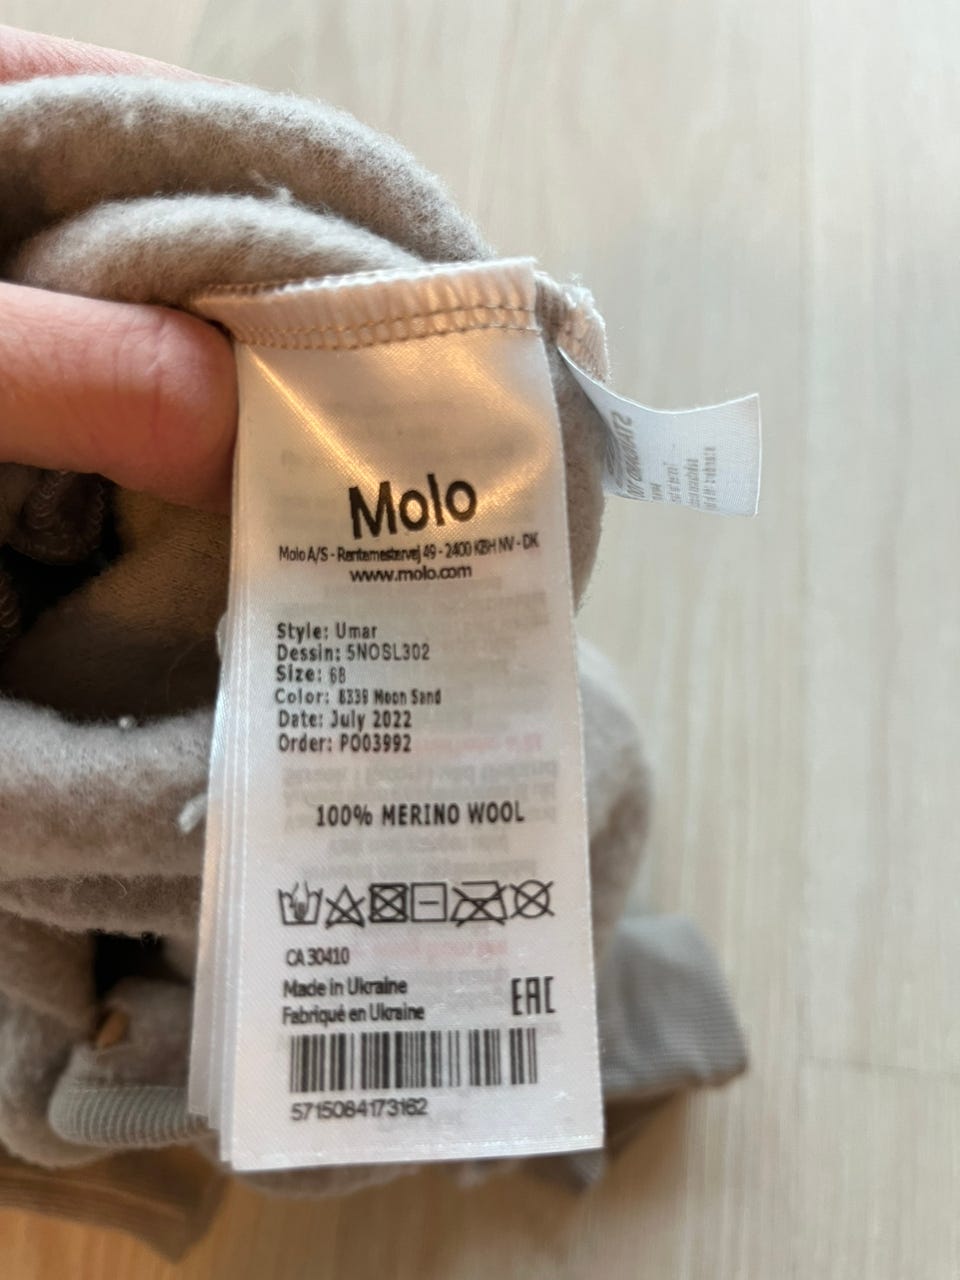 Molo
Molo A/S - Rentemestervej 49 - 2400 KBH NV - DK
www.molo.com
Style: Umar
Dessin: 5NOSL302
Size: 68
Color: 8339 Moon Sand
Date: July 2022
Order: PO03992
100% MERINO WOOL
CA 30410
Made in Ukraine
Fabriqué en Ukraine
EAC
5715084173162